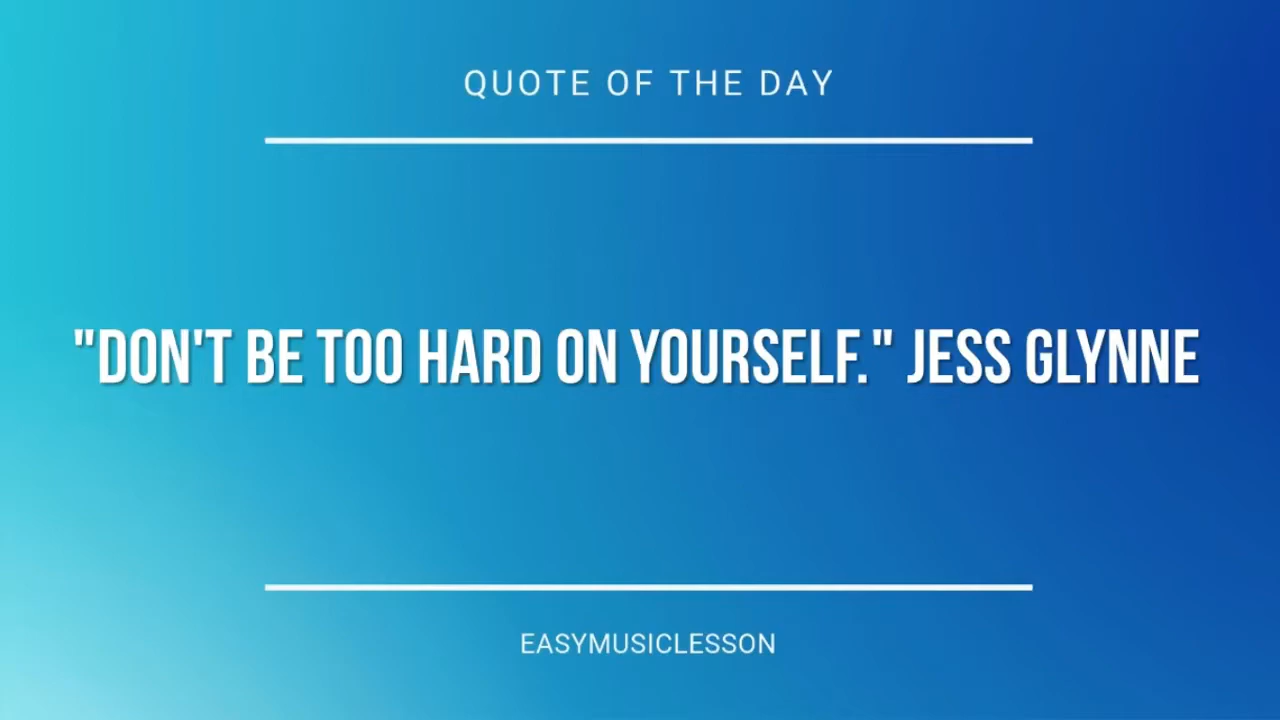 QUOTE OF THE DAY
"DON'T BE TOO HARD ON YOURSELF." JESS GLYNNE
EASYMUSICLESSON